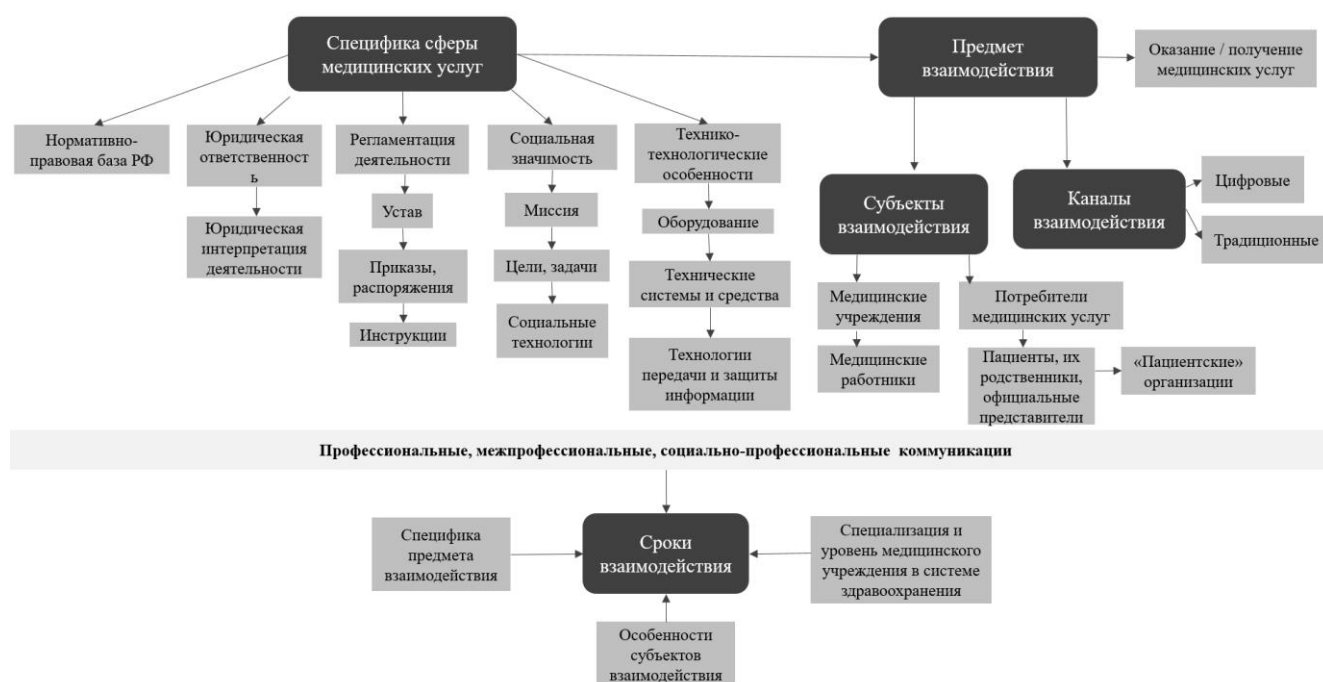 Специфика сферы
медицинских услуг
Предмет
взаимодействия
Оказание / получение
медицинских услуг
Нормативно-
правовая база РФ
Юридическая
ответственност
ь
Регламентация
деятельности
Социальная
значимость
Технико-
технологические
особенности
Юридическая
интерпретация
деятельности
Устав
Приказы,
распоряжения
Инструкции
Миссия
Цели, задачи
Социальные
технологии
Оборудование
Технические
системы и средства
Технологии
передачи и защиты
информации
Субъекты
взаимодействия
Каналы
взаимодействия
Цифровые
Традиционные
Медицинские
учреждения
Медицинские
работники
Потребители
медицинских услуг
Пациенты, их
родственники,
официальные
представители
«Пациентские»
организации
Профессиональные, межпрофессиональные, социально-профессиональные коммуникации
Специфика
предмета
взаимодействия
Сроки
взаимодействия
Специализация и
уровень медицинского
учреждения в системе
здравоохранения
Особенности
субъектов
взаимодействия